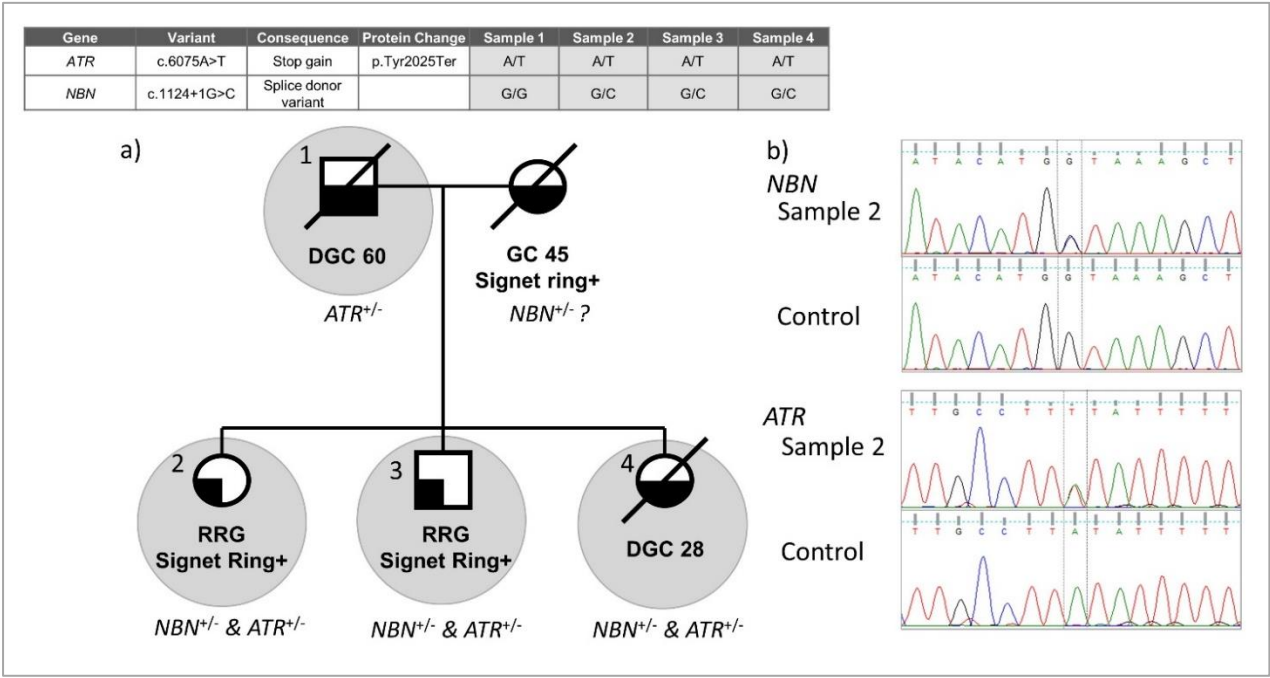 Gene Variant Consequence Protein Change Sample 1 Sample 2 Sample 3 Sample 4
ATR c.6075A>T Stop gain p.Tyr2025Ter A/T A/T A/T A/T
NBN c.1124+1G>C Splice donor variant G/G G/C G/C G/C
a)
1
DGC 60
ATR+/-
GC 45
Signet ring+
NBN+/- ?
2
RRG
Signet Ring+
NBN+/- & ATR+/-
3
RRG
Signet Ring+
NBN+/- & ATR+/-
4
DGC 28
NBN+/- & ATR+/-
b)
NBN
Sample 2
A T A C A T G G T A A A G C T
Control
A T A C A T G G T A A A G C T
ATR
Sample 2
T T G C C T T T T A T T T T T
Control
T T G C C T T A T A T T T T T